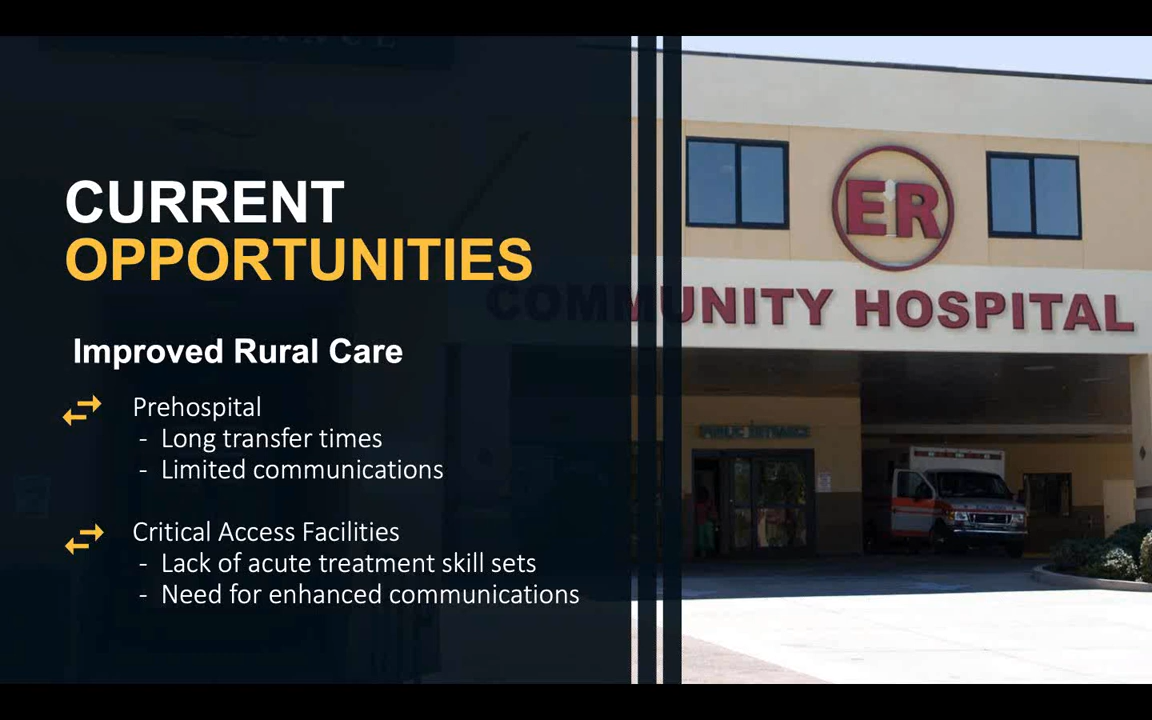 CURRENT
OPPORTUNITIES
Improved Rural Care
Prehospital
- Long transfer times
- Limited communications
Critical Access Facilities
- Lack of acute treatment skill sets
- Need for enhanced communications
ER
COMMUNITY HOSPITAL
PUBLIC ENTRANCE